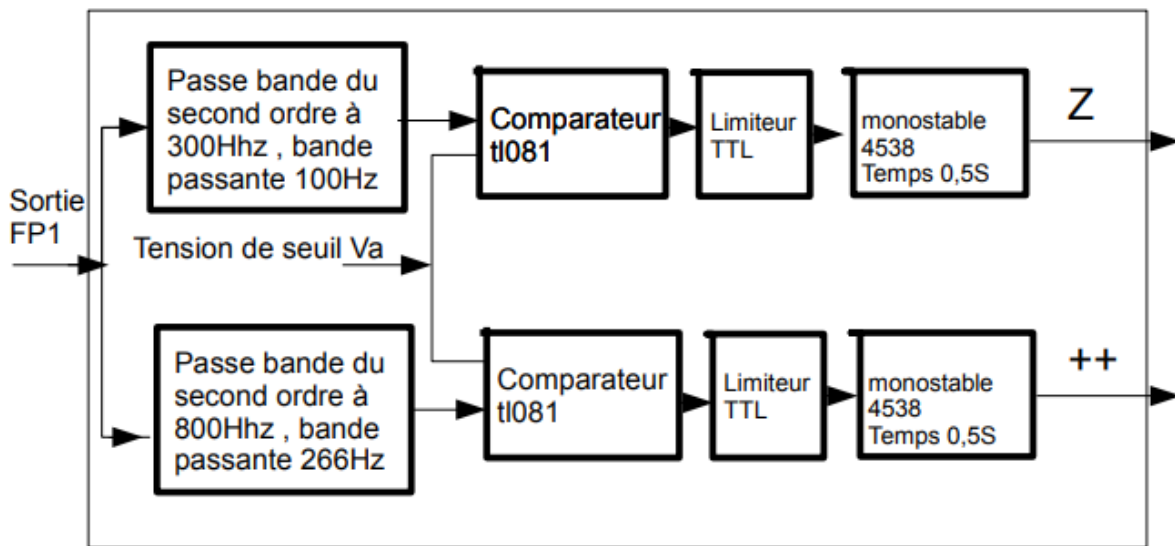 Passe bande du
second ordre à
300Hhz , bande
passante 100Hz
Comparateur
tl081
Limiteur
TTL
monostable
4538
Temps 0,5S
Z
Sortie
FP1
Tension de seuil Va
Passe bande du
second ordre à
800Hhz , bande
passante 266Hz
Comparateur
tl081
Limiteur
TTL
monostable
4538
Temps 0,5S
++